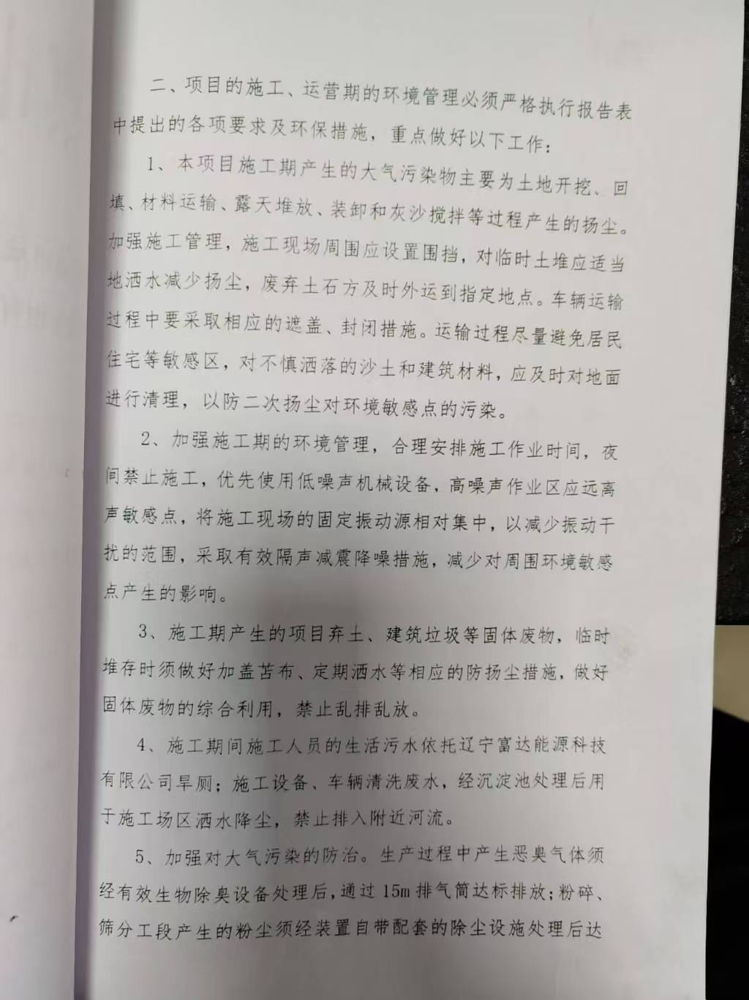 二、项目的施工、运营期的环境管理必须严格执行报告表
中提出的各项要求及环保措施，重点做好以下工作：
1、本项目施工期产生的大气污染物主要为土地开挖、回
填、材料运输、露天堆放、装卸和灰沙搅拌等过程产生的扬尘。
加强施工管理，施工现场周围应设置围挡，对临时土堆应适当
地洒水减少扬尘，废弃土石方及时外运到指定地点。车辆运输
过程中要采取相应的遮盖、封闭措施。运输过程尽量避免居民
住宅等敏感区，对不慎洒落的沙土和建筑材料，应及时对地面
进行清理，以防二次扬尘对环境敏感点的污染。
2、加强施工期的环境管理，合理安排施工作业时间，夜
间禁止施工，优先使用低噪声机械设备，高噪声作业区应远离
声敏感点，将施工现场的固定振动源相对集中，以减少振动干
扰的范围，采取有效隔声减震降噪措施，减少对周围环境敏感
点产生的影响。
3、施工期产生的项目弃土、建筑垃圾等固体废物，临时
堆存时须做好加盖苫布、定期洒水等相应的防扬尘措施，做好
固体废物的综合利用，禁止乱排乱放。
4、施工期间施工人员的生活污水依托辽宁富达能源科技
有限公司旱厕；施工设备、车辆清洗废水，经沉淀池处理后用
于施工场区洒水降尘，禁止排入附近河流。
5、加强对大气污染的防治。生产过程中产生恶臭气体须
经有效生物除臭设备处理后，通过 15m 排气筒达标排放；粉碎、
筛分工段产生的粉尘须经装置自带配套的除尘设施处理后达